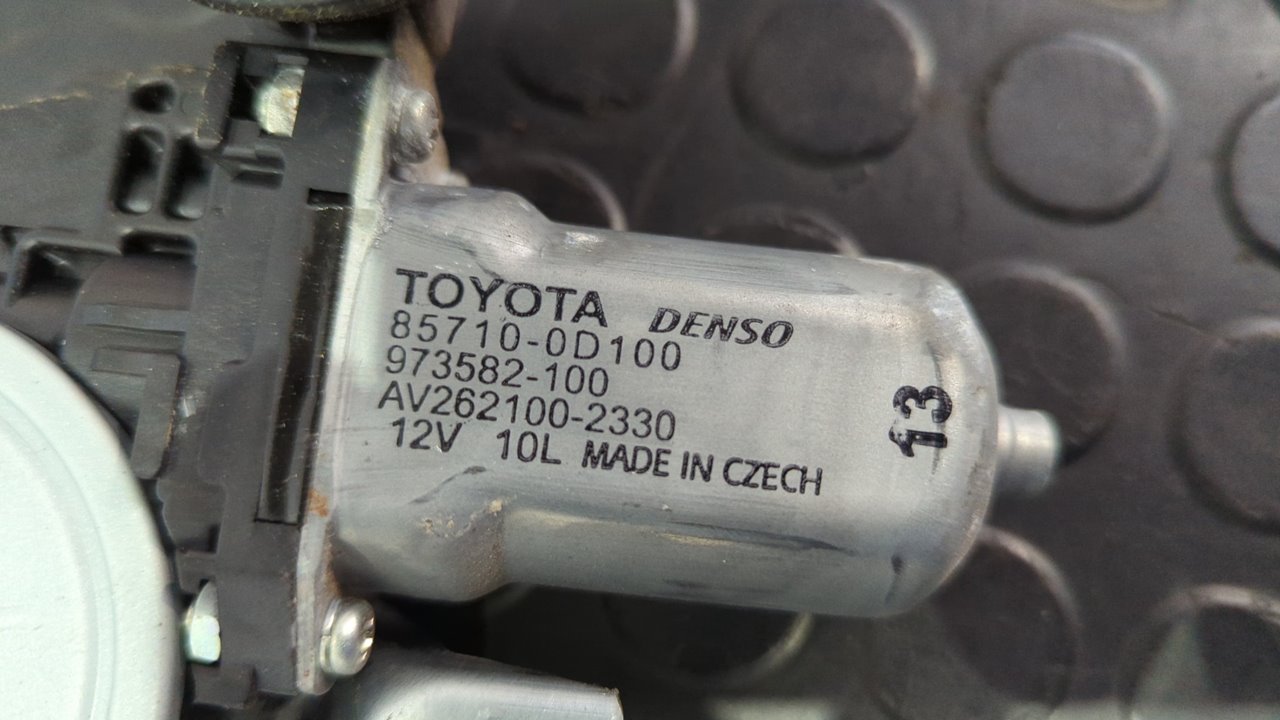 TOYOTA DENSO
85710-0D100
973582-100
AV262100-2330
12V 10L MADE IN CZECH
13